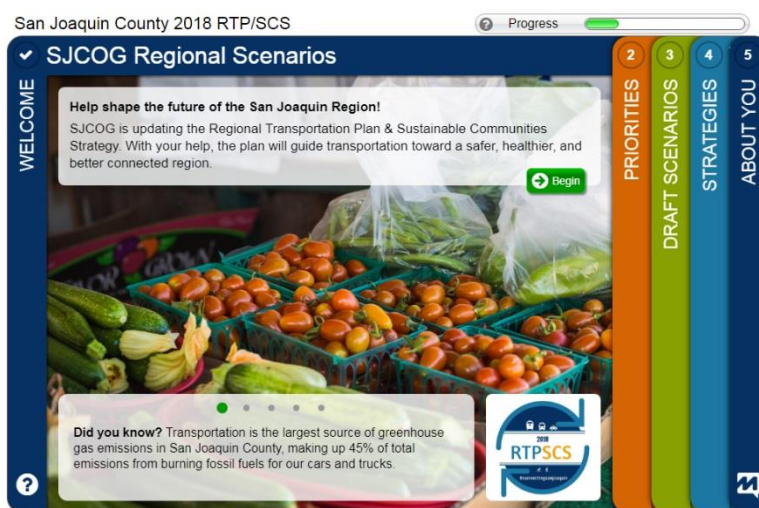 San Joaquin County 2018 RTP/SCS
? Progress
SJCOG Regional Scenarios
WELCOME
Help shape the future of the San Joaquin Region!
SJCOG is updating the Regional Transportation Plan & Sustainable Communities
Strategy. With your help, the plan will guide transportation toward a safer, healthier, and
better connected region.
Begin
2
PRIORITIES
3
DRAFT SCENARIOS
4
STRATEGIES
5
ABOUT YOU
Did you know? Transportation is the largest source of greenhouse
gas emissions in San Joaquin County, making up 45% of total
emissions from burning fossil fuels for our cars and trucks.
2018
RTPSCS
?